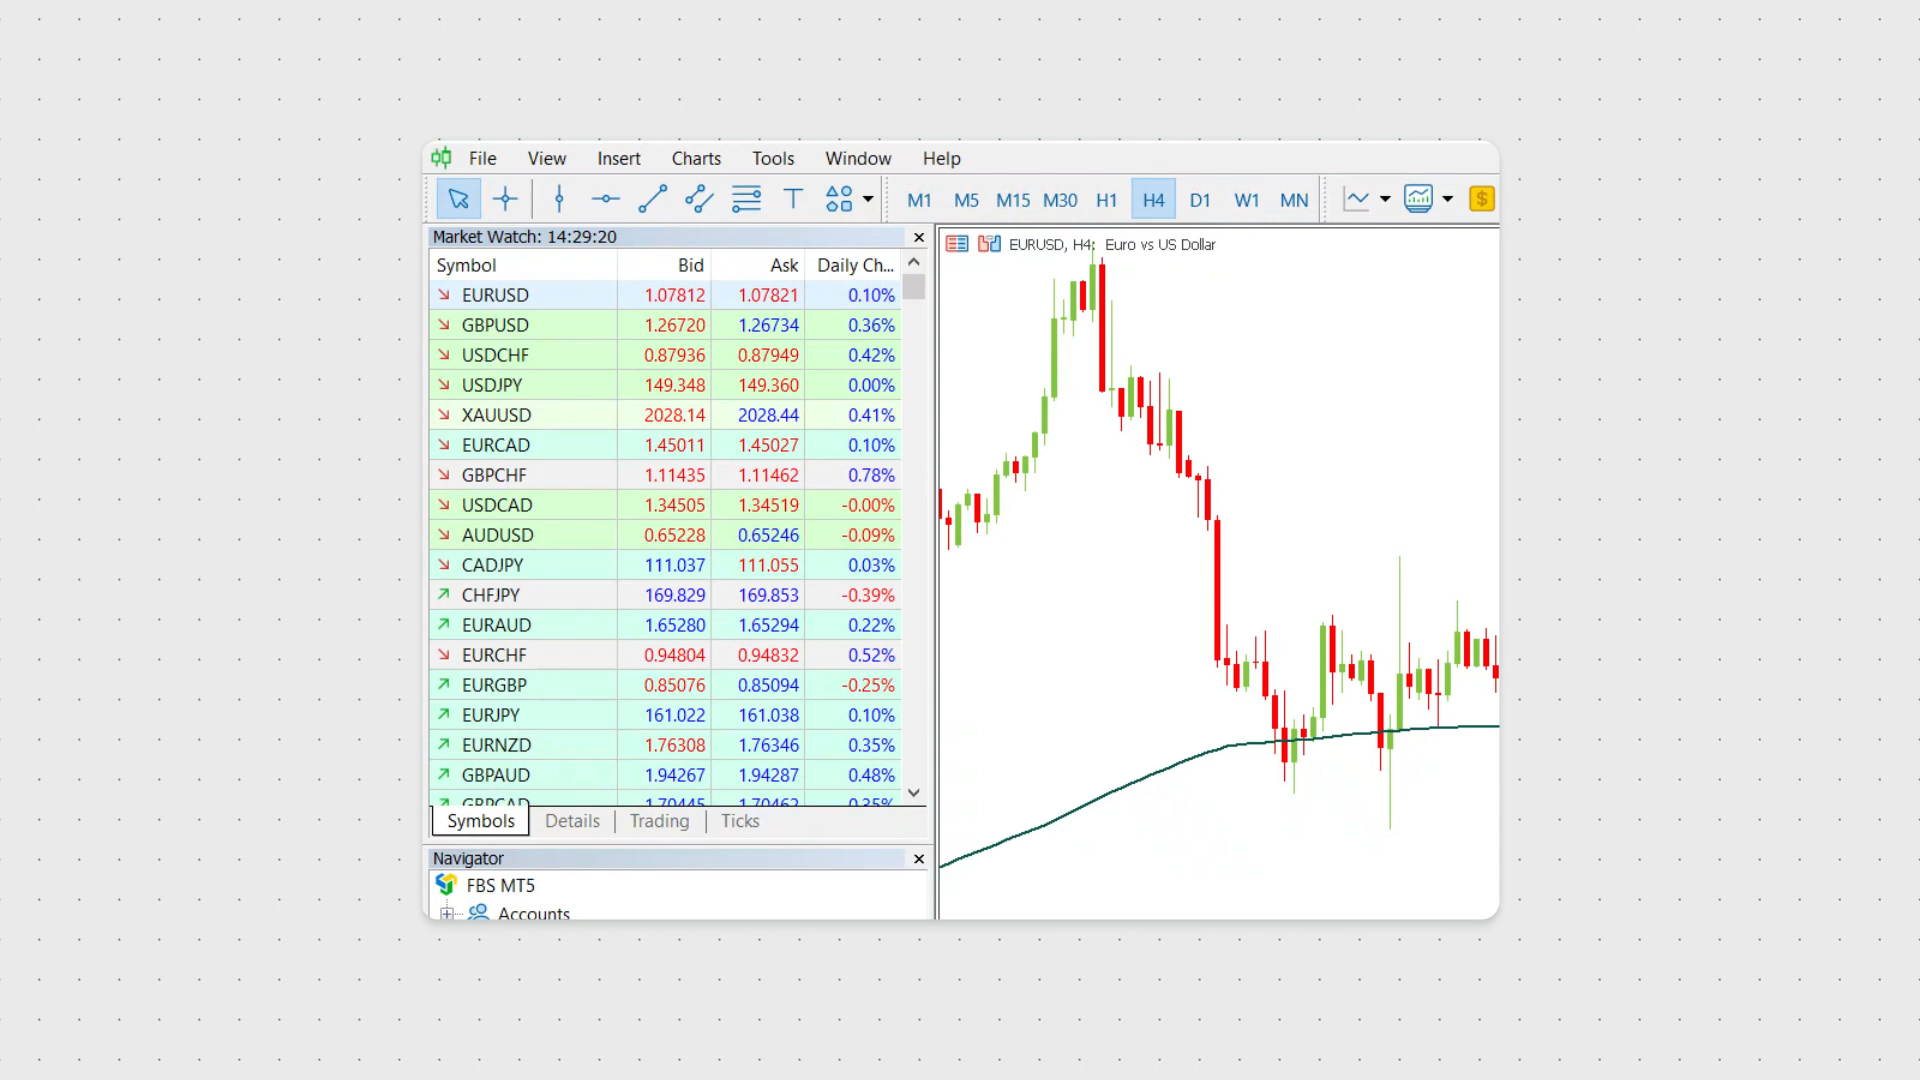 File View Insert Charts Tools Window Help
T M1 M5 M15 M30 H1 H4 D1 W1 MN $
Market Watch: 14:29:20
Symbol Bid Ask Daily Ch...
EURUSD 1.07812 1.07821 0.10%
GBPUSD 1.26720 1.26734 0.36%
USDCHF 0.87936 0.87949 0.42%
USDJPY 149.348 149.360 0.00%
XAUUSD 2028.14 2028.44 0.41%
EURCAD 1.45011 1.45027 0.10%
GBPCHF 1.11435 1.11462 0.78%
USDCAD 1.34505 1.34519 -0.00%
AUDUSD 0.65228 0.65246 -0.09%
CADJPY 111.037 111.055 0.03%
CHFJPY 169.829 169.853 -0.39%
EURAUD 1.65280 1.65294 0.22%
EURCHF 0.94804 0.94832 0.52%
EURGBP 0.85076 0.85094 -0.25%
EURJPY 161.022 161.038 0.10%
EURNZD 1.76308 1.76346 0.35%
GBPAUD 1.94267 1.94287 0.48%
GBPCAD 1.70445 1.70462 0.35%
Symbols Details Trading Ticks
Navigator
FBS MT5
Accounts
EURUSD, H4: Euro vs US Dollar